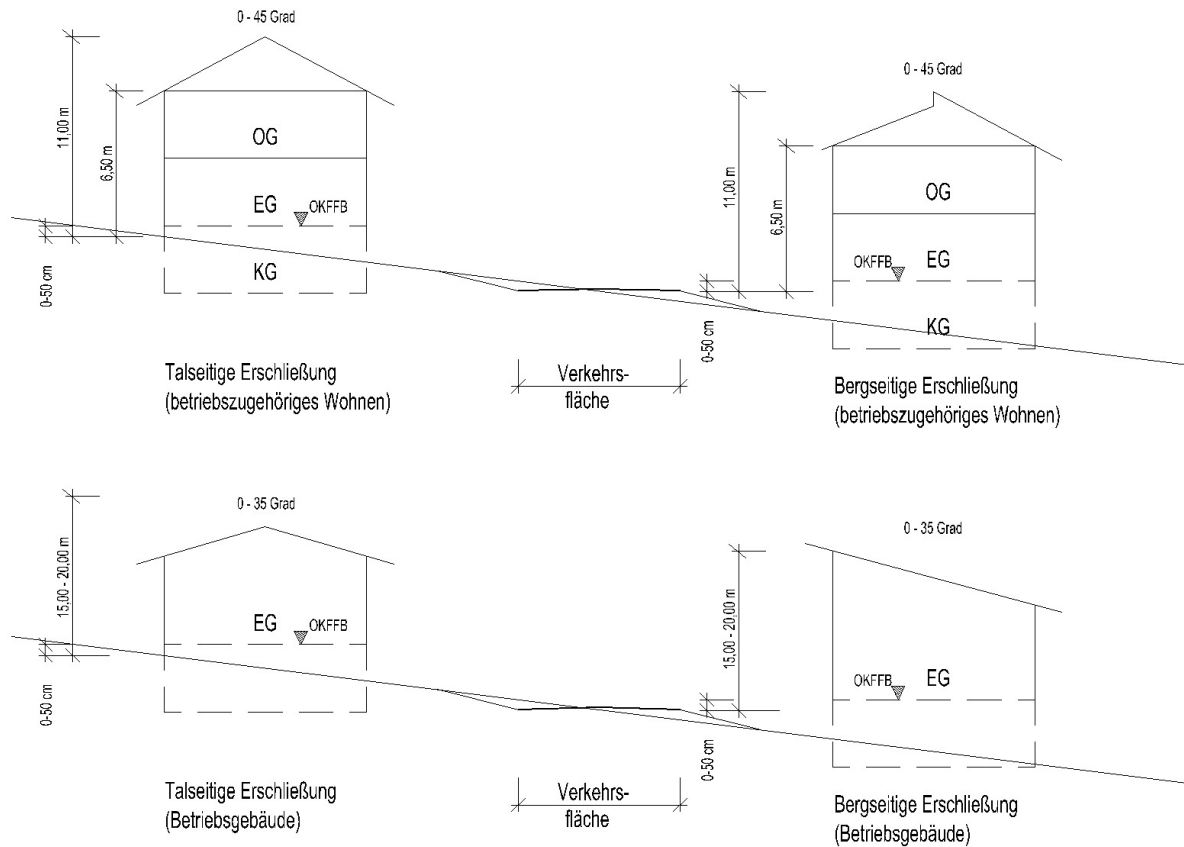 0 - 45 Grad
11,00 m
6,50 m
OG
EG
OKFFB
KG
0-50 cm
Talseitige Erschließung
(betriebszugehöriges Wohnen)
Verkehrs-
fläche
0 - 45 Grad
11,00 m
6,50 m
OG
OKFFB
EG
KG
0-50 cm
Bergseitige Erschließung
(betriebszugehöriges Wohnen)
0 - 35 Grad
15,00 - 20,00 m
EG
OKFFB
0-50 cm
Talseitige Erschließung
(Betriebsgebäude)
Verkehrs-
fläche
0 - 35 Grad
15,00 - 20,00 m
OKFFB
EG
0-50 cm
Bergseitige Erschließung
(Betriebsgebäude)